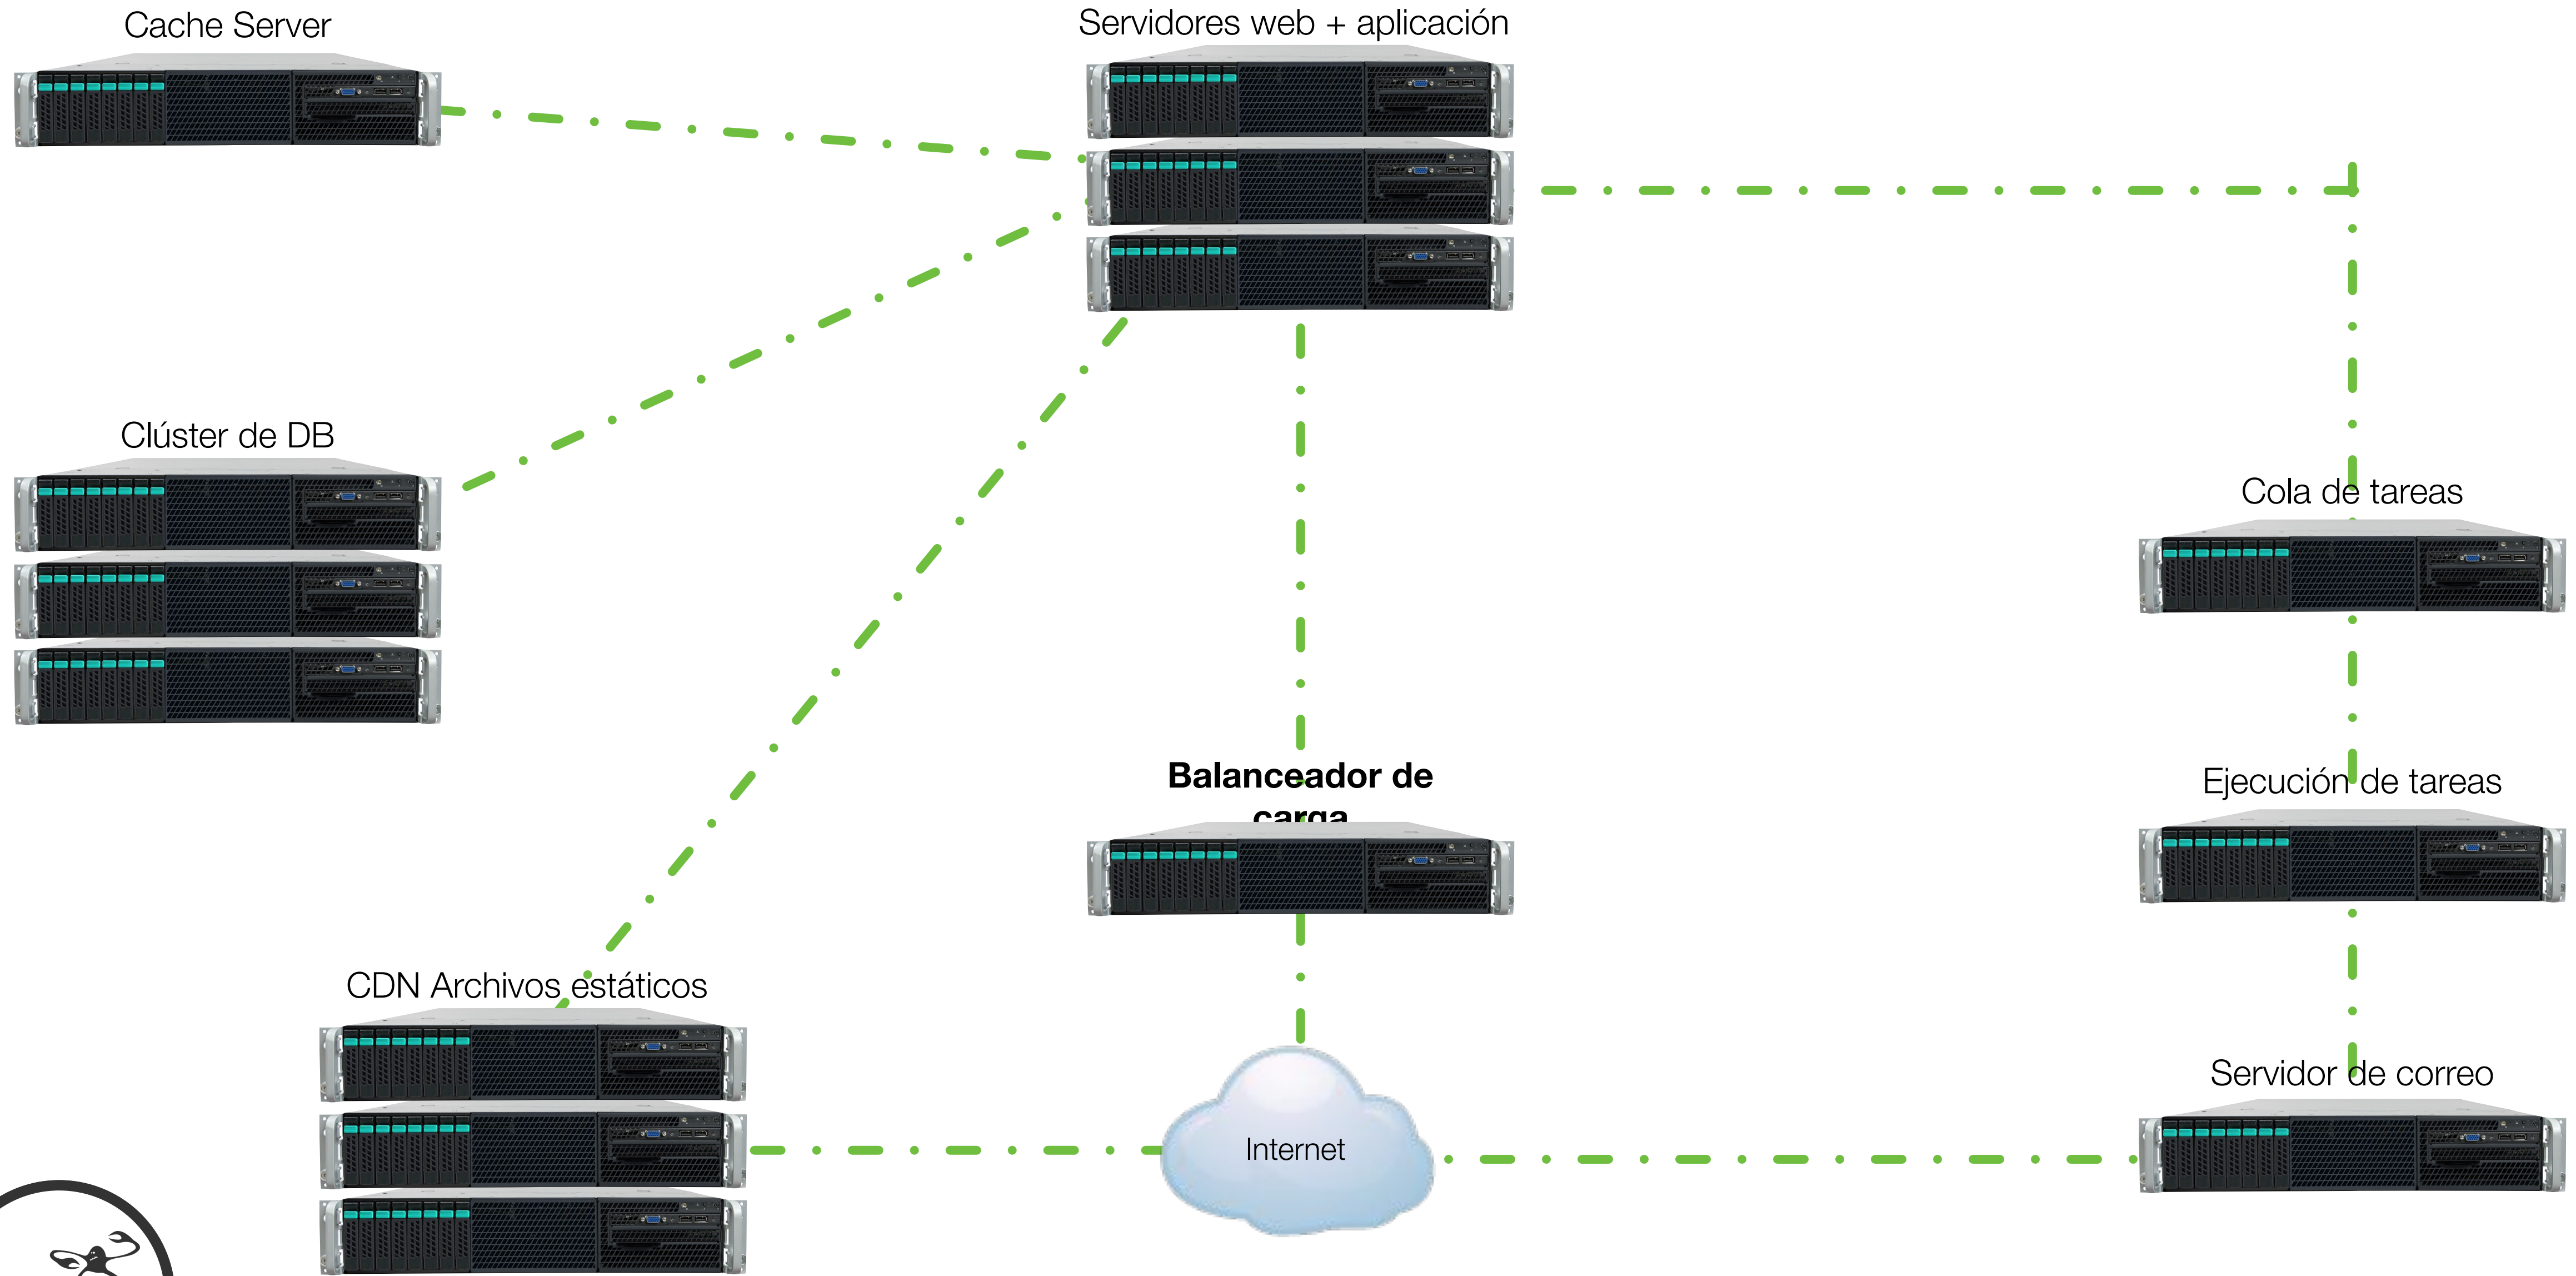 Cache Server
Servidores web + aplicación
Clúster de DB
Cola de tareas
Balanceador de
carga
Ejecución de tareas
CDN Archivos estáticos
Servidor de correo
Internet